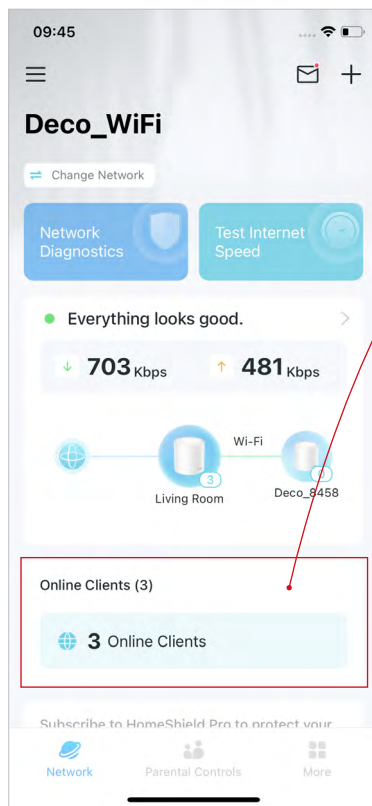 09:45
Deco_WiFi
Change Network
Network
Diagnostics
Test Internet
Speed
Everything looks good.
703 Kbps
481 Kbps
Wi-Fi
3
0
Living Room
Deco_8458
Online Clients (3)
3 Online Clients
Subscribe to HomeShield Pro to protect your
Network
Parental Controls
More